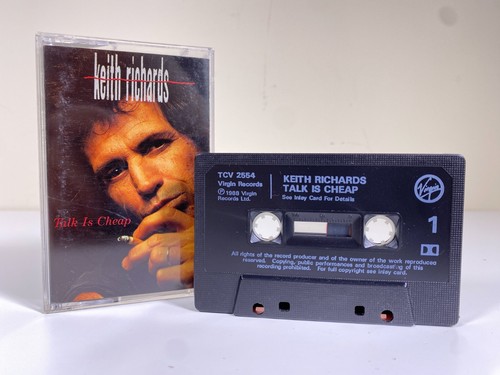 keith richards
Talk Is Cheap
TCV 2554
Virgin Records
℗ 1988 Virgin
Records Ltd.
KEITH RICHARDS
TALK IS CHEAP
See Inlay Card For Details
Virgin
1
All rights of the record producer and of the owner of the work reproduced
reserved. Copying, public performances and broadcasting of this
recording prohibited. For full copyright see inlay card.